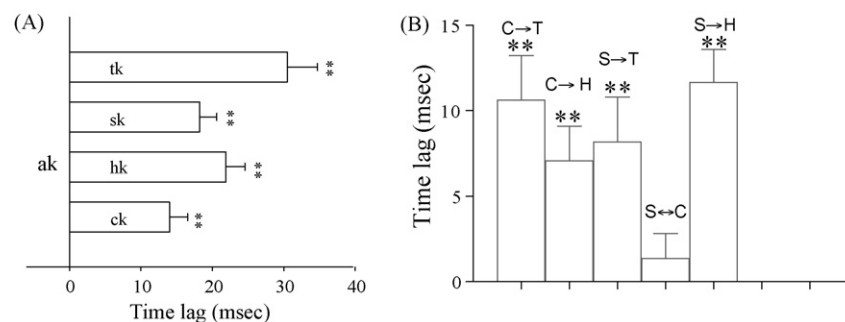 (A)
tk
**
sk
**
ak
hk
**
ck
**
0 10 20 30 40
Time lag (msec)
(B)
Time lag (msec)
15
10
5
0
C→T
**
C→H
**
S→T
**
S↔C
S→H
**